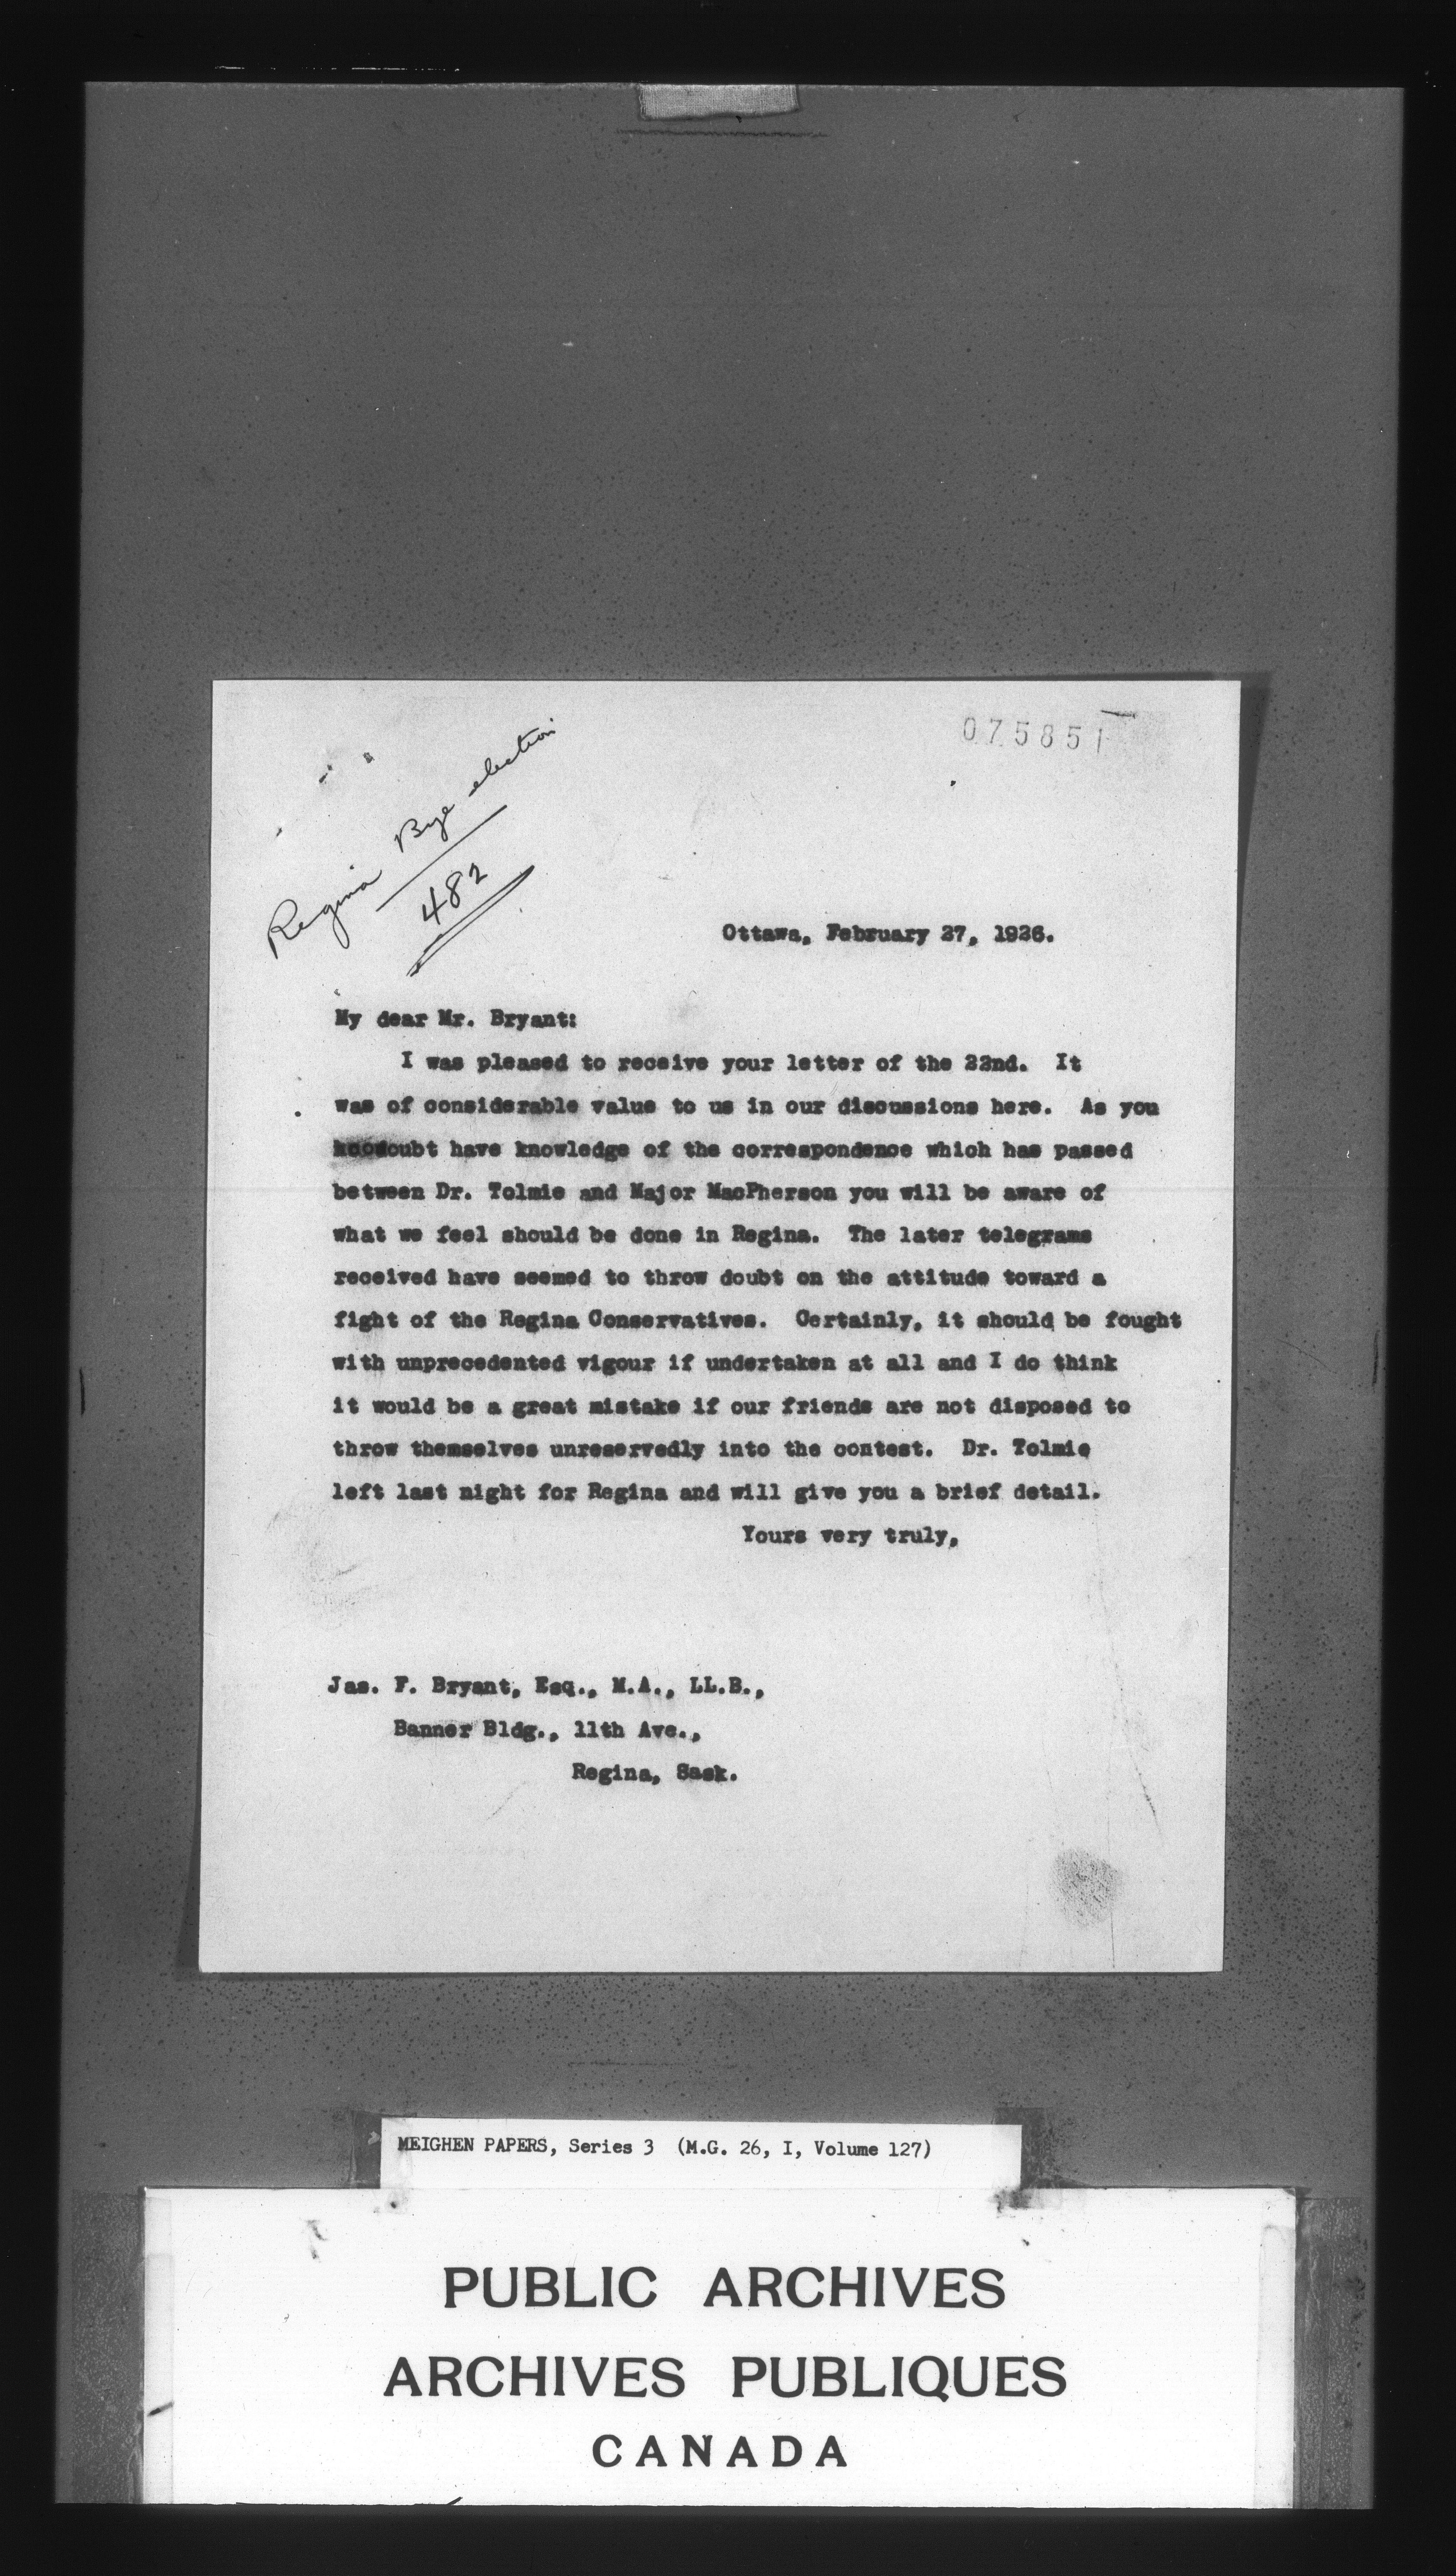 075851
Regina Bye election
482
Ottawa, February 27, 1926.
My dear Mr. Bryant:
I was pleased to receive your letter of the 22nd. It
was of considerable value to us in our discussions here. As you
doubt have knowledge of the correspondence which has passed
between Dr. Tolmie and Major MacPherson you will be aware of
what we feel should be done in Regina. The later telegrams
received have seemed to throw doubt on the attitude toward a
fight of the Regina Conservatives. Certainly, it should be fought
with unprecedented vigour if undertaken at all and I do think
it would be a great mistake if our friends are not disposed to
throw themselves unreservedly into the contest. Dr. Tolmie
left last night for Regina and will give you a brief detail.
Yours very truly,
Jas. F. Bryant, Esq., M.A., LL.B.,
Banner Bldg., 11th Ave.,
Regina, Sask.
MEIGHEN PAPERS, Series 3 (M.G. 26, I, Volume 127)
PUBLIC ARCHIVES
ARCHIVES PUBLIQUES
CANADA